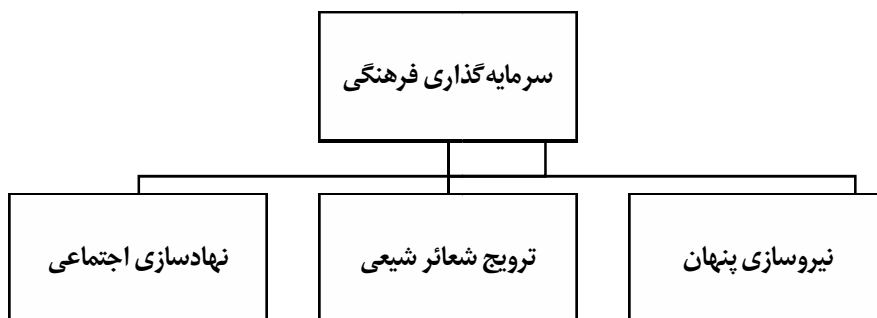 سرمایه‌گذاری فرهنگی
نیروسازی پنهان
ترویج شعائر شیعی
نهادسازی اجتماعی